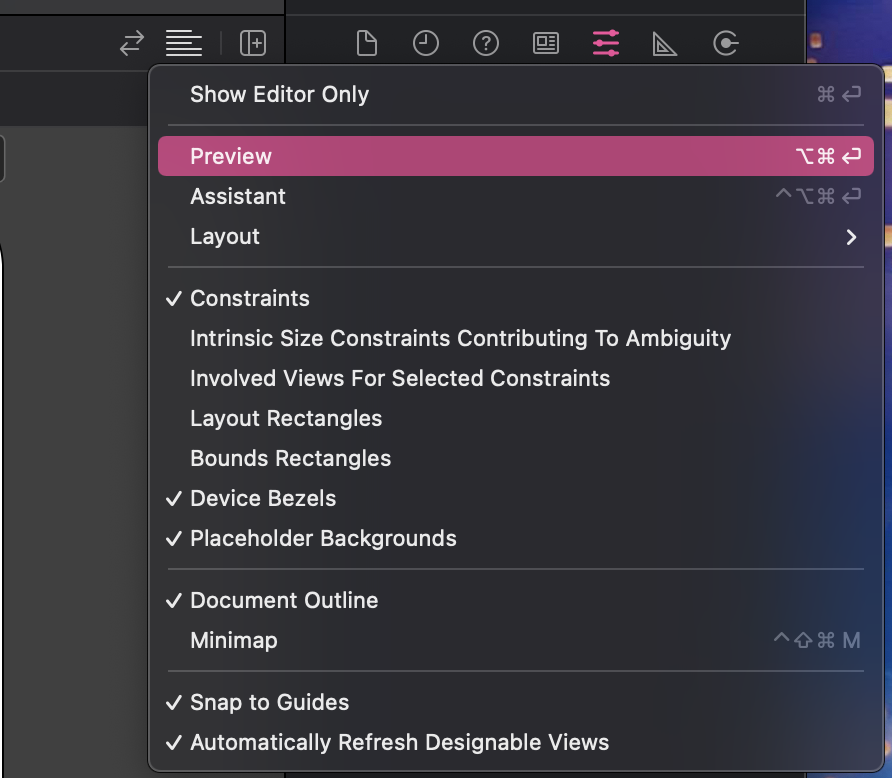 Show Editor Only ⌘ ↩
Preview ⌥⌘ ↩
Assistant ^⌥⌘ ↩
Layout
Constraints
Intrinsic Size Constraints Contributing To Ambiguity
Involved Views For Selected Constraints
Layout Rectangles
Bounds Rectangles
Device Bezels
Placeholder Backgrounds
Document Outline
Minimap ^⇧⌘ M
Snap to Guides
Automatically Refresh Designable Views